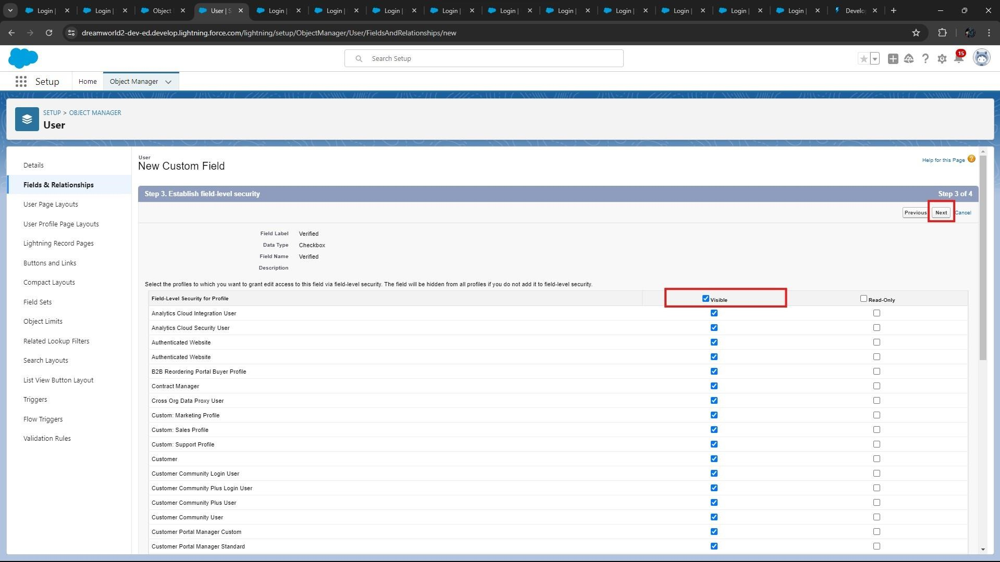 Login |
Login |
Object
User | S
Login |
Login |
Login |
Login |
Login |
Login |
Login |
Login |
Login |
Login |
Develo
dreamworld2-dev-ed.develop.lightning.force.com/lightning/setup/ObjectManager/User/FieldsAndRelationships/new
Search Setup
15
Setup
Home
Object Manager
SETUP > OBJECT MANAGER
User
Details
Fields & Relationships
User Page Layouts
User Profile Page Layouts
Lightning Record Pages
Buttons and Links
Compact Layouts
Field Sets
Object Limits
Related Lookup Filters
Search Layouts
List View Button Layout
Triggers
Flow Triggers
Validation Rules
User
New Custom Field
Help for this Page
Step 3. Establish field-level security
Step 3 of 4
Previous
Next
Cancel
Field Label Verified
Data Type Checkbox
Field Name Verified
Description
Select the profiles to which you want to grant edit access to this field via field-level security. The field will be hidden from all profiles if you do not add it to field-level security.
Field-Level Security for Profile
Visible
Read-Only
Analytics Cloud Integration User
Analytics Cloud Security User
Authenticated Website
Authenticated Website
B2B Reordering Portal Buyer Profile
Contract Manager
Cross Org Data Proxy User
Custom: Marketing Profile
Custom: Sales Profile
Custom: Support Profile
Customer
Customer Community Login User
Customer Community Plus Login User
Customer Community Plus User
Customer Community User
Customer Portal Manager Custom
Customer Portal Manager Standard